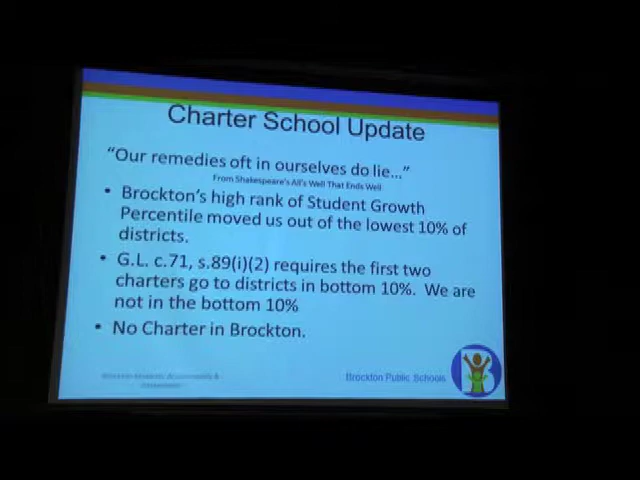 Charter School Update
"Our remedies oft in ourselves do lie..."
From Shakespeare's All's Well That Ends Well
• Brockton's high rank of Student Growth
Percentile moved us out of the lowest 10% of
districts.
• G.L. c.71, s.89(i)(2) requires the first two
charters go to districts in bottom 10%. We are
not in the bottom 10%
• No Charter in Brockton.
Brockton Public Schools